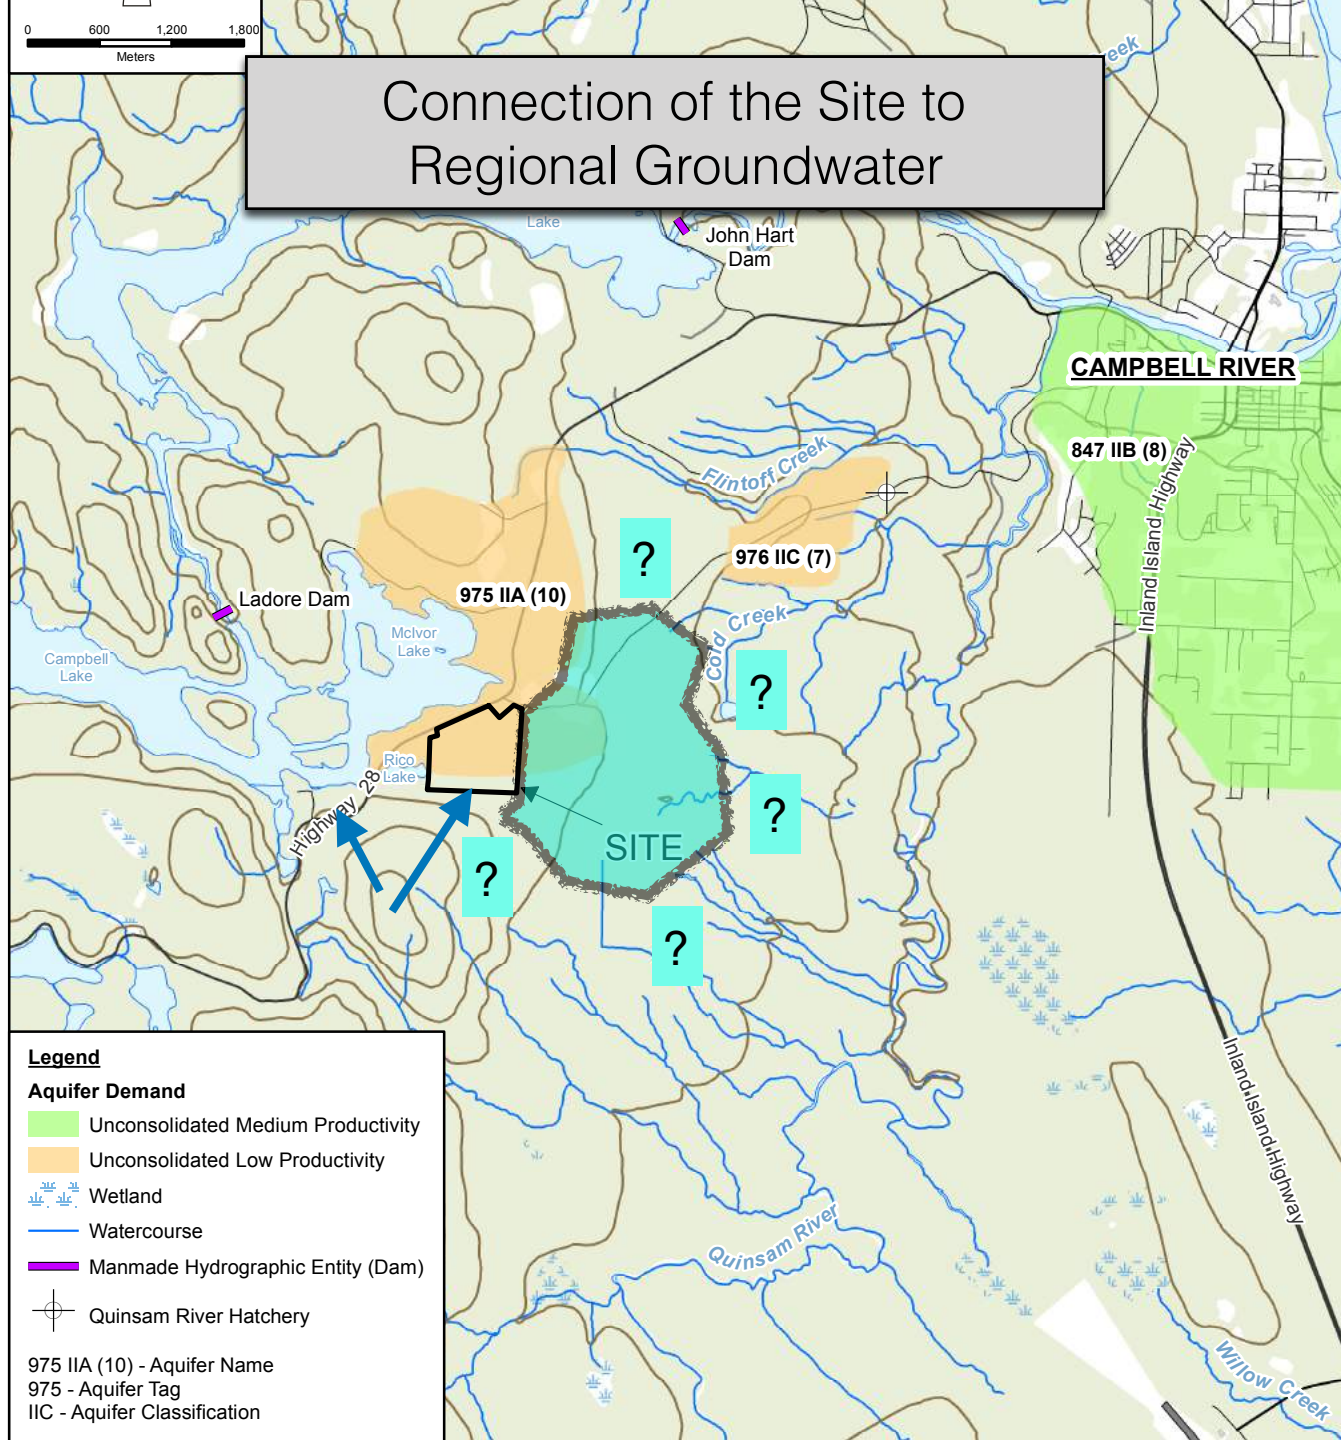 0 600 1,200 1,800
Meters
Connection of the Site to
Regional Groundwater
eek
Lake
John Hart
Dam
CAMPBELL RIVER
847 IIB (8)
Inland Island Highway
Flintoff Creek
976 IIC (7)
?
975 IIA (10)
Ladore Dam
McIvor
Lake
Campbell
Lake
Cold Creek
?
Rico
Lake
Highway 28
?
SITE
?
?
Inland Island Highway
Quinsam River
Willow Creek
Legend
Aquifer Demand
Unconsolidated Medium Productivity
Unconsolidated Low Productivity
Wetland
Watercourse
Manmade Hydrographic Entity (Dam)
Quinsam River Hatchery
975 IIA (10) - Aquifer Name
975 - Aquifer Tag
IIC - Aquifer Classification